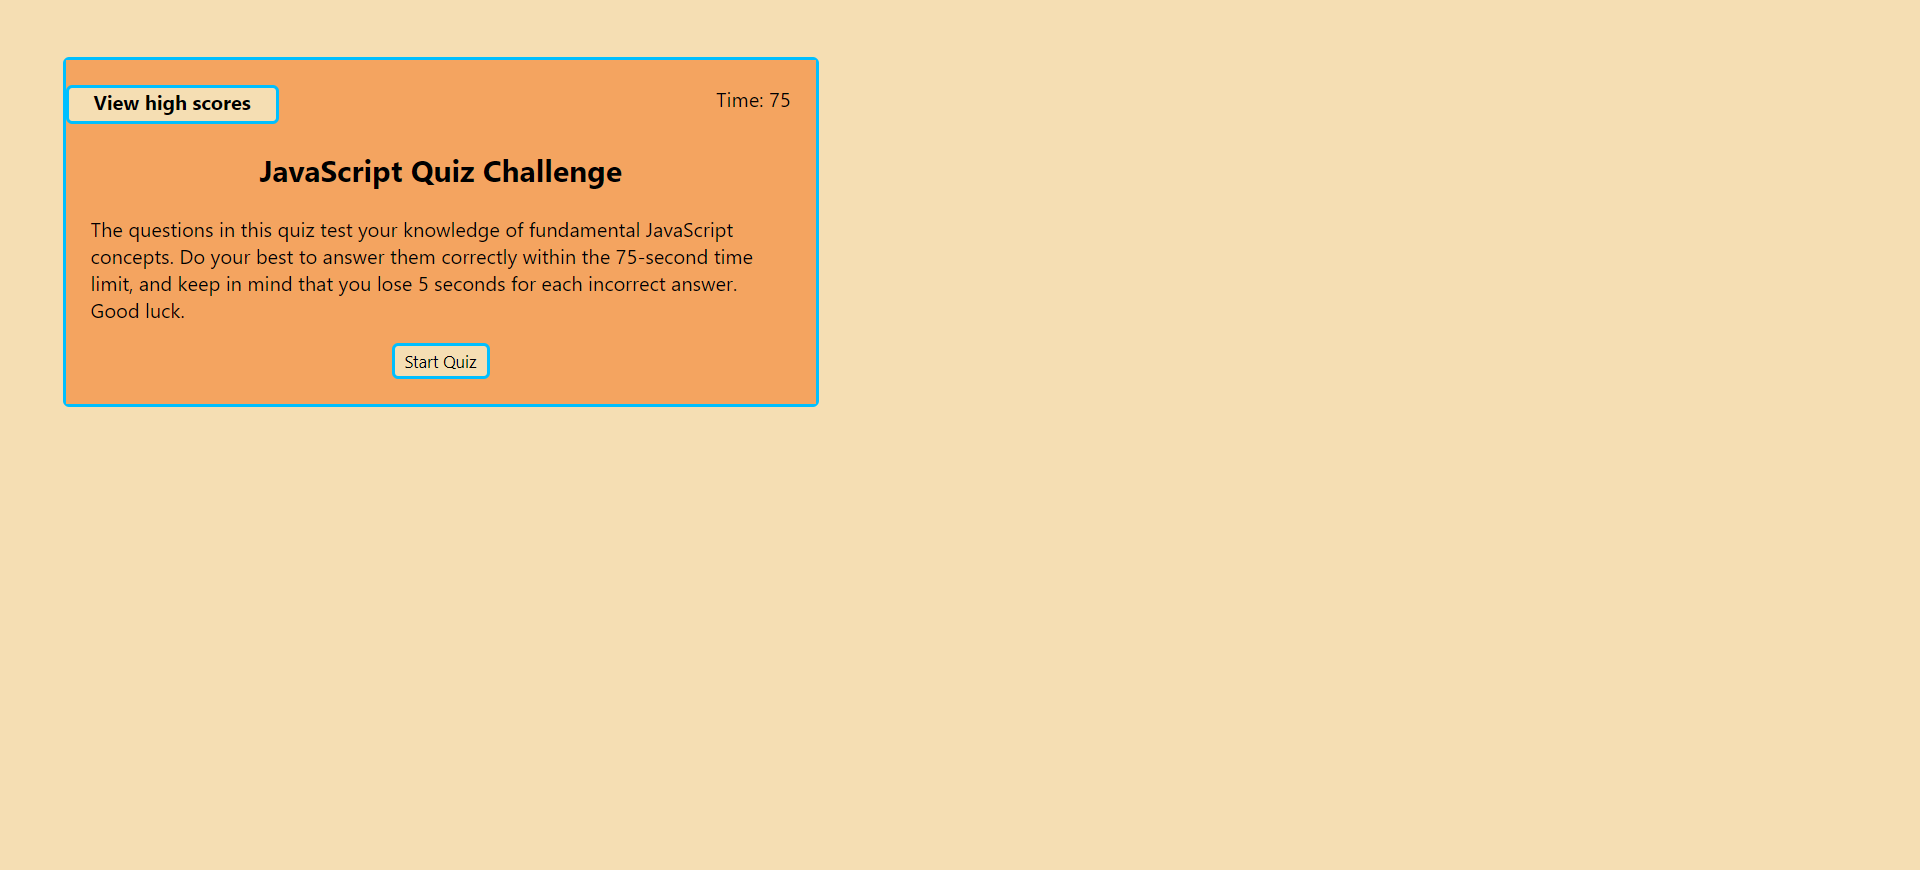 View high scores
Time: 75
JavaScript Quiz Challenge
The questions in this quiz test your knowledge of fundamental JavaScript
concepts. Do your best to answer them correctly within the 75-second time
limit, and keep in mind that you lose 5 seconds for each incorrect answer.
Good luck.
Start Quiz